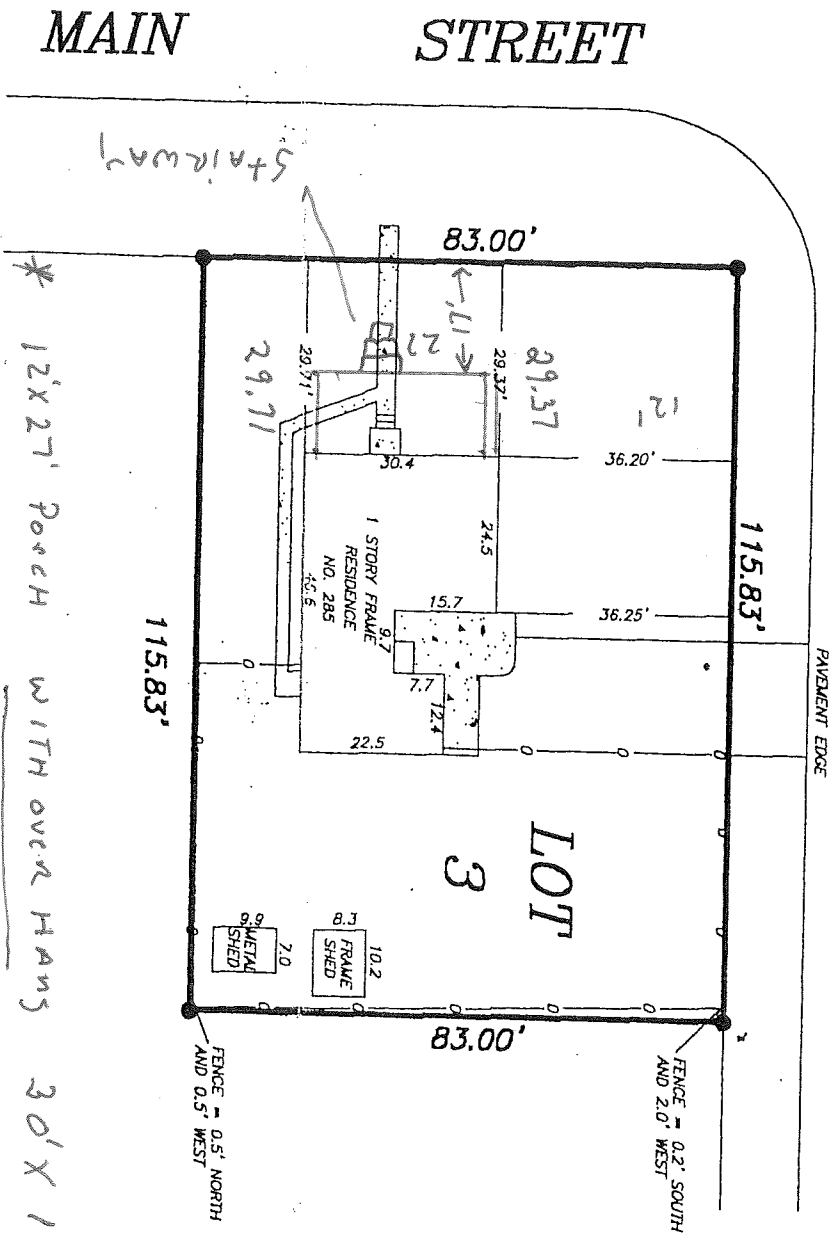 MAIN STREET
STAIRWAY
83.00'
17'
22
29.71'
29.71
29.37'
29.37
12'
36.20'
30.4
24.5
115.83'
1 STORY FRAME
RESIDENCE
NO. 285
15.7
36.25'
9.7
7.7
12.4
22.5
PAVEMENT EDGE
115.83'
LOT
3
9.9
METAL
SHED
7.0
8.3
FRAME
SHED
10.2
83.00'
FENCE = 0.2' SOUTH
AND 2.0' WEST
FENCE = 0.5' NORTH
AND 0.5' WEST
* 12'X27' PORCH WITH OVER HANG 30'X1